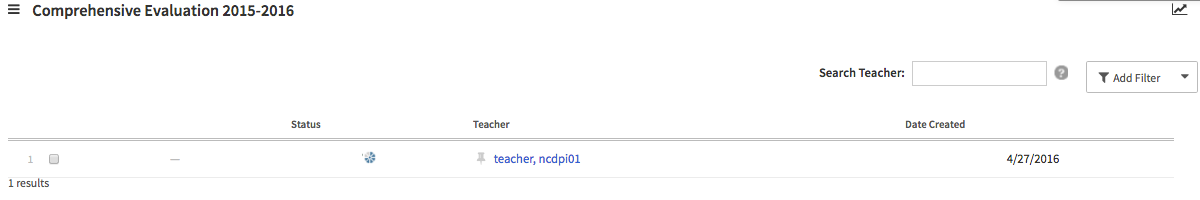 Comprehensive Evaluation 2015-2016
Search Teacher: ? Add Filter
Status Teacher Date Created
1 — teacher, ncdpi01 4/27/2016
1 results